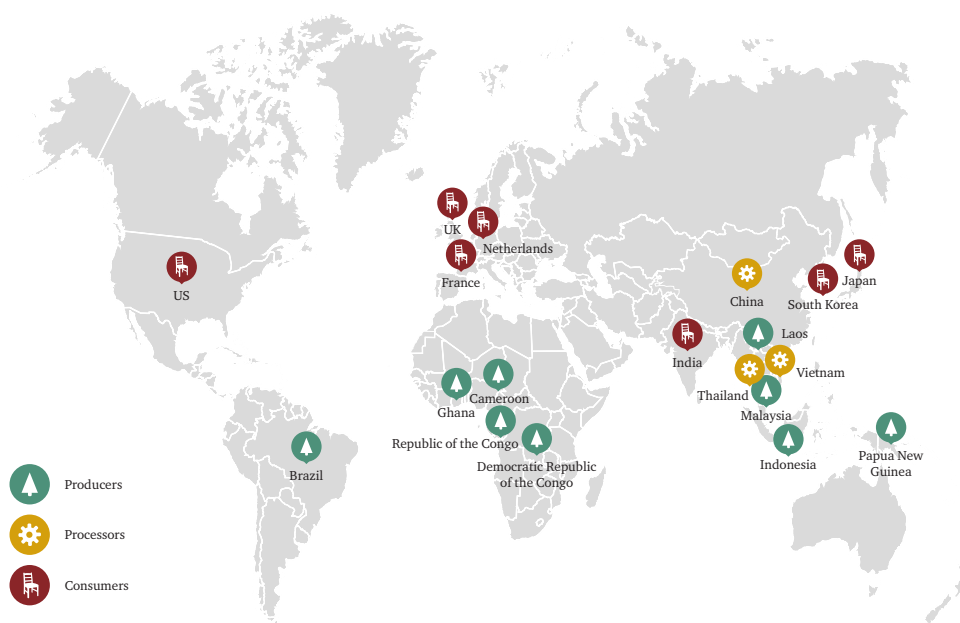 UK
Netherlands
France
US
China
Japan
South Korea
India
Laos
Vietnam
Thailand
Malaysia
Cameroon
Ghana
Republic of the Congo
Democratic Republic
of the Congo
Brazil
Indonesia
Papua New
Guinea
Producers
Processors
Consumers